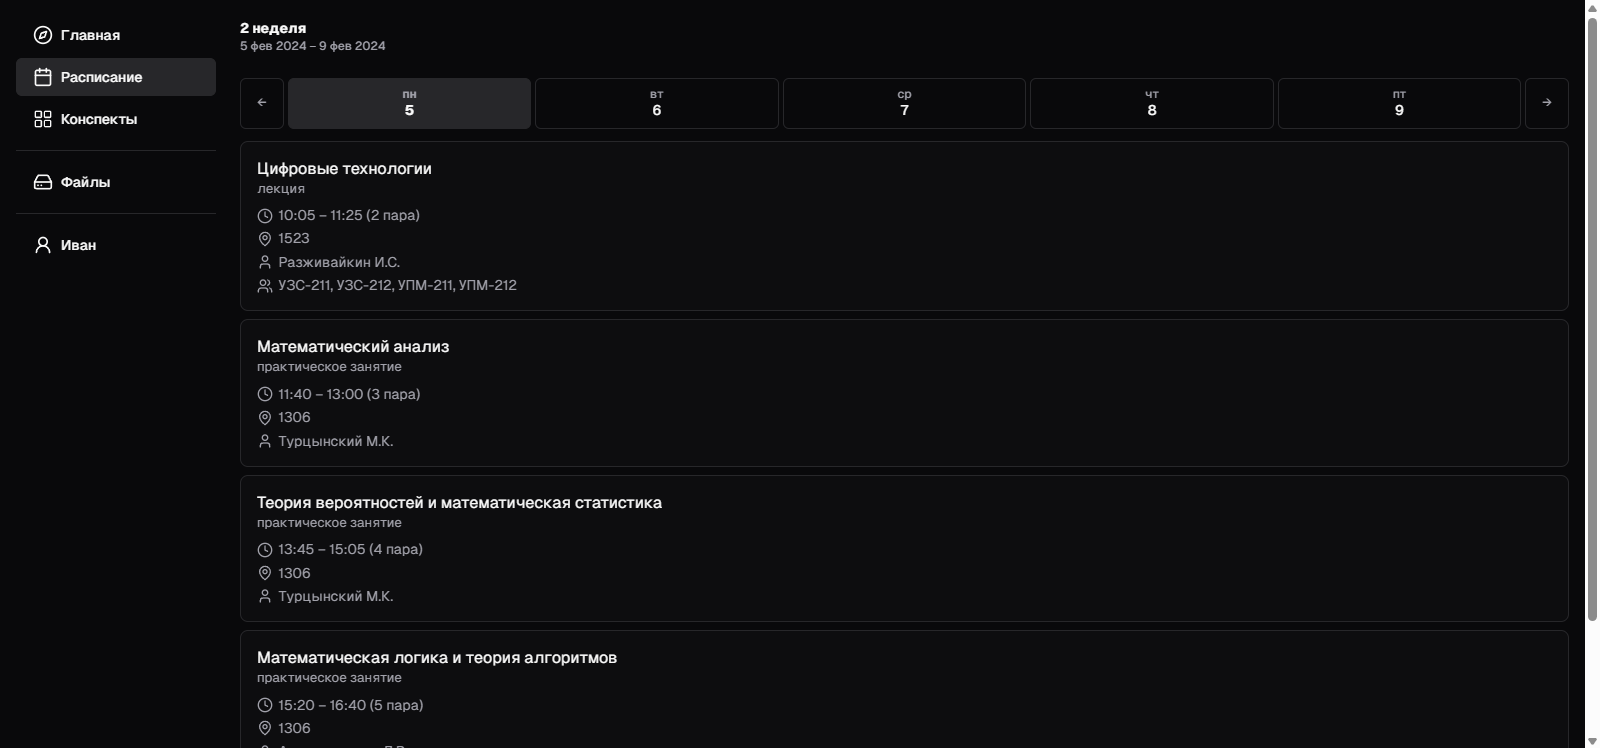 Главная
Расписание
Конспекты
Файлы
Иван
2 неделя
5 фев 2024 – 9 фев 2024
←
пн
5
вт
6
ср
7
чт
8
пт
9
→
Цифровые технологии
лекция
10:05 – 11:25 (2 пара)
1523
Разживайкин И.С.
УЗС-211, УЗС-212, УПМ-211, УПМ-212
Математический анализ
практическое занятие
11:40 – 13:00 (3 пара)
1306
Турцынский М.К.
Теория вероятностей и математическая статистика
практическое занятие
13:45 – 15:05 (4 пара)
1306
Турцынский М.К.
Математическая логика и теория алгоритмов
практическое занятие
15:20 – 16:40 (5 пара)
1306